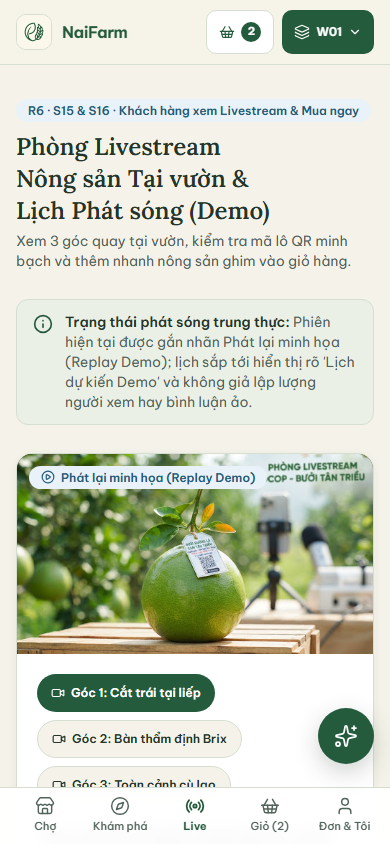 NaiFarm
2
W01
R6 · S15 & S16 · Khách hàng xem Livestream & Mua ngay
Phòng Livestream
Nông sản Tại vườn &
Lịch Phát sóng (Demo)
Xem 3 góc quay tại vườn, kiểm tra mã lô QR minh
bạch và thêm nhanh nông sản ghim vào giỏ hàng.
Trạng thái phát sóng trung thực: Phiên
hiện tại được gắn nhãn Phát lại minh họa
(Replay Demo); lịch sắp tới hiển thị rõ 'Lịch
dự kiến Demo' và không giả lập lượng
người xem hay bình luận ảo.
Phát lại minh họa (Replay Demo)
PHÒNG LIVESTREAM
COP - BƯỞI TÂN TRIỀU
Góc 1: Cắt trái tại liếp
Góc 2: Bàn thẩm định Brix
Góc 3: Toàn cảnh cù lao
Chợ
Khám phá
Live
Giỏ (2)
Đơn & Tôi